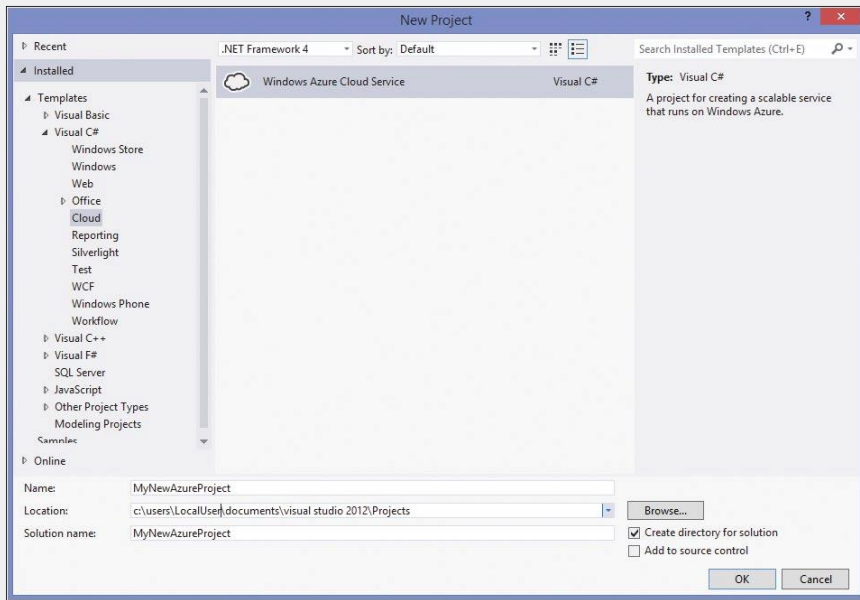 New Project
?
Recent
.NET Framework 4
Sort by: Default
Search Installed Templates (Ctrl+E)
Installed
Templates
Visual Basic
Visual C#
Windows Store
Windows
Web
Office
Cloud
Reporting
Silverlight
Test
WCF
Windows Phone
Workflow
Visual C++
Visual F#
SQL Server
JavaScript
Other Project Types
Modeling Projects
Samples
Online
Windows Azure Cloud Service Visual C#
Type: Visual C#
A project for creating a scalable service
that runs on Windows Azure.
Name: MyNewAzureProject
Location: c:\users\LocalUser\documents\visual studio 2012\Projects
Browse...
Solution name: MyNewAzureProject
Create directory for solution
Add to source control
OK Cancel